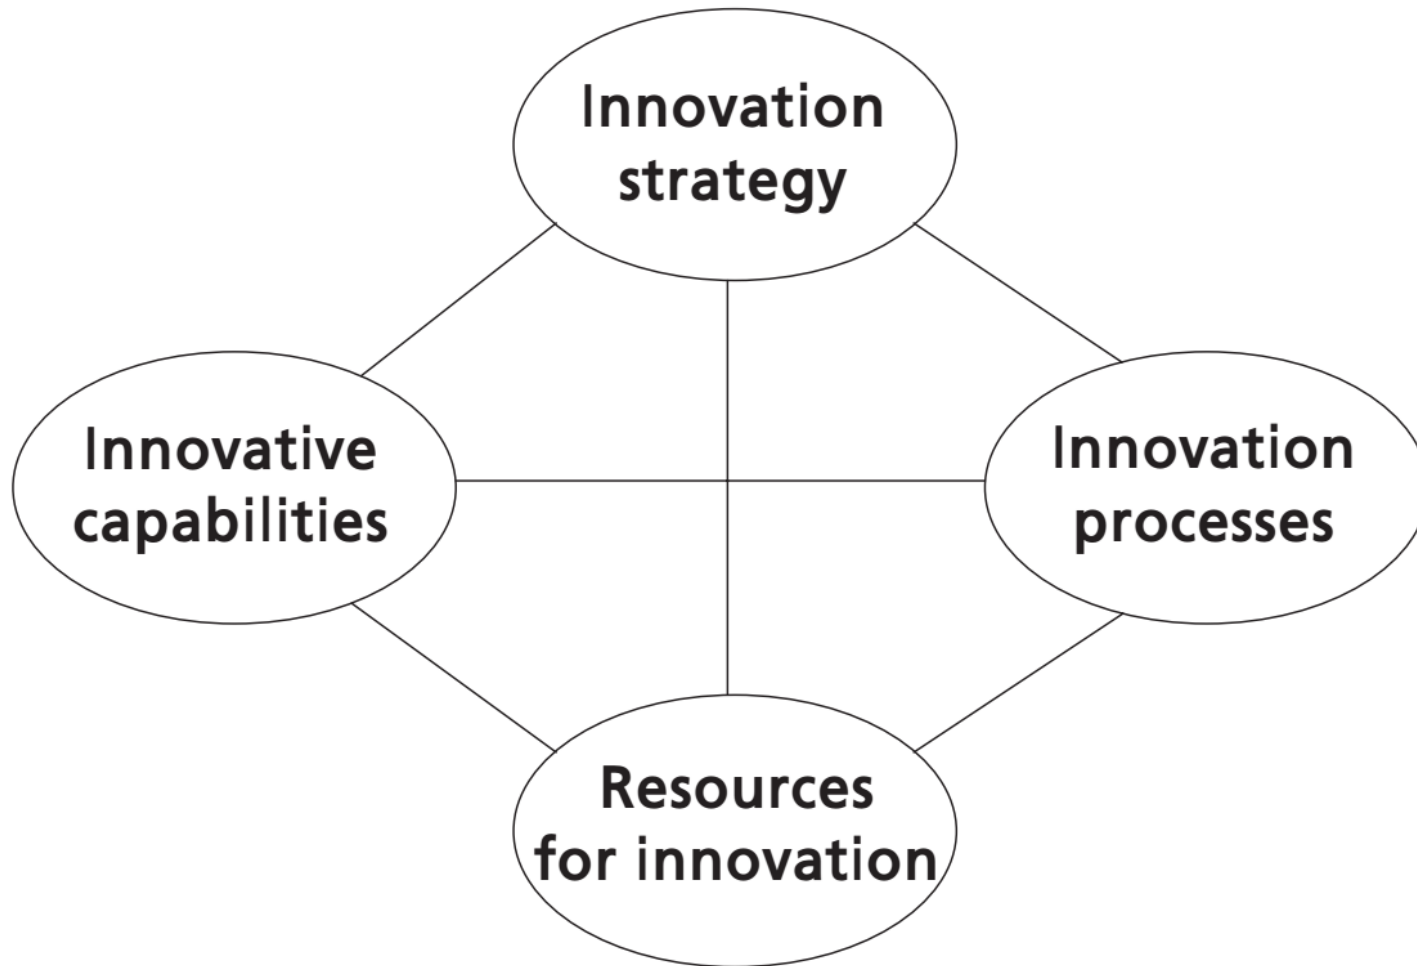 Innovation
strategy
Innovative
capabilities
Innovation
processes
Resources
for innovation